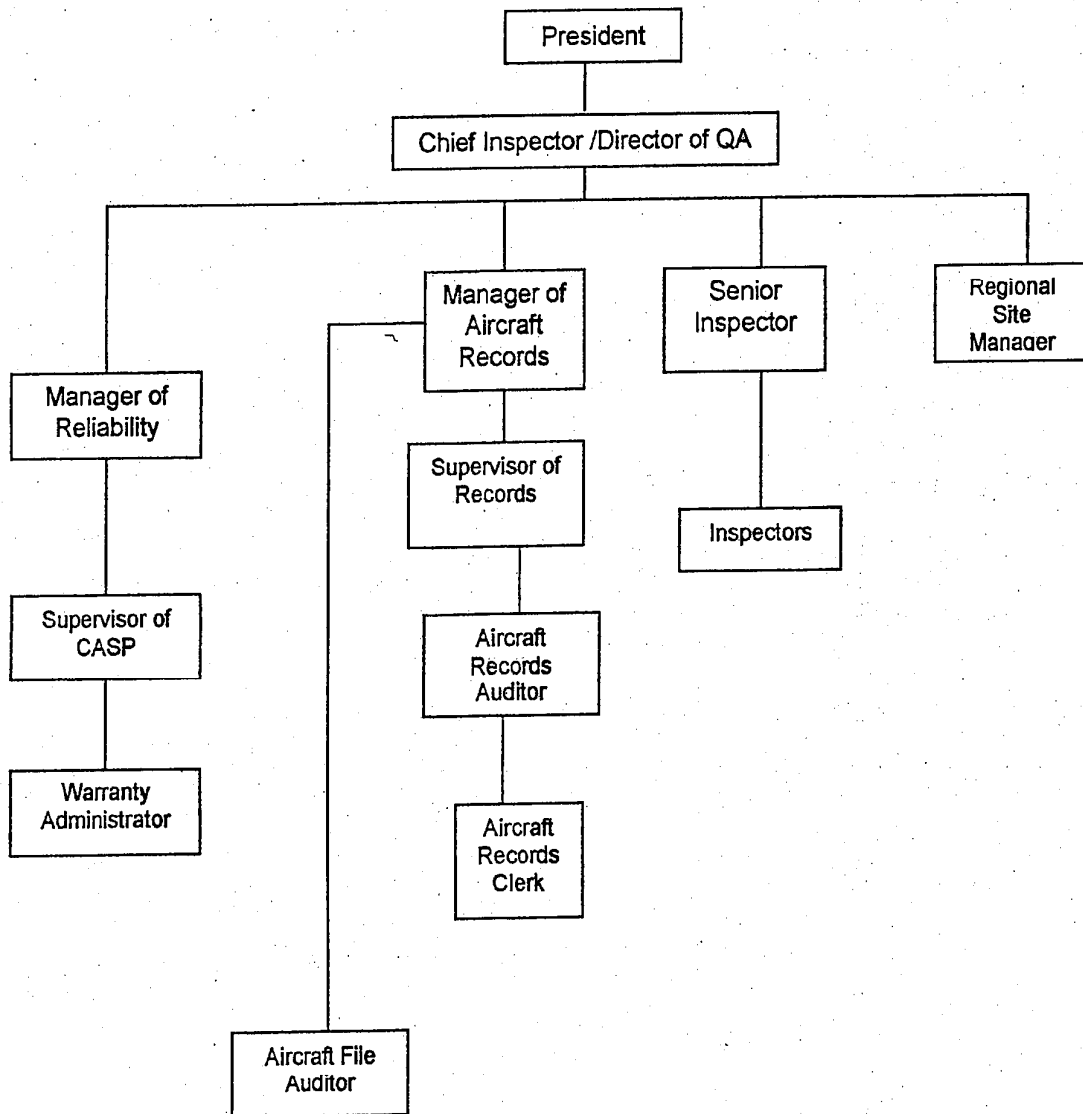 President
Chief Inspector /Director of QA
Manager of
Aircraft
Records
Senior
Inspector
Regional
Site
Manager
Manager of
Reliability
Supervisor of
Records
Inspectors
Supervisor of
CASP
Aircraft
Records
Auditor
Warranty
Administrator
Aircraft
Records
Clerk
Aircraft File
Auditor